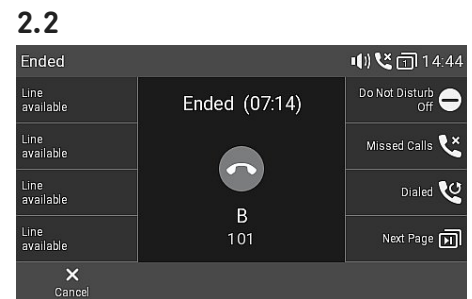 2.2
Ended
1 14:44
Line
available
Line
available
Line
available
Line
available
Ended (07:14)
B
101
Do Not Disturb
Off
Missed Calls
Dialed
Next Page
Cancel